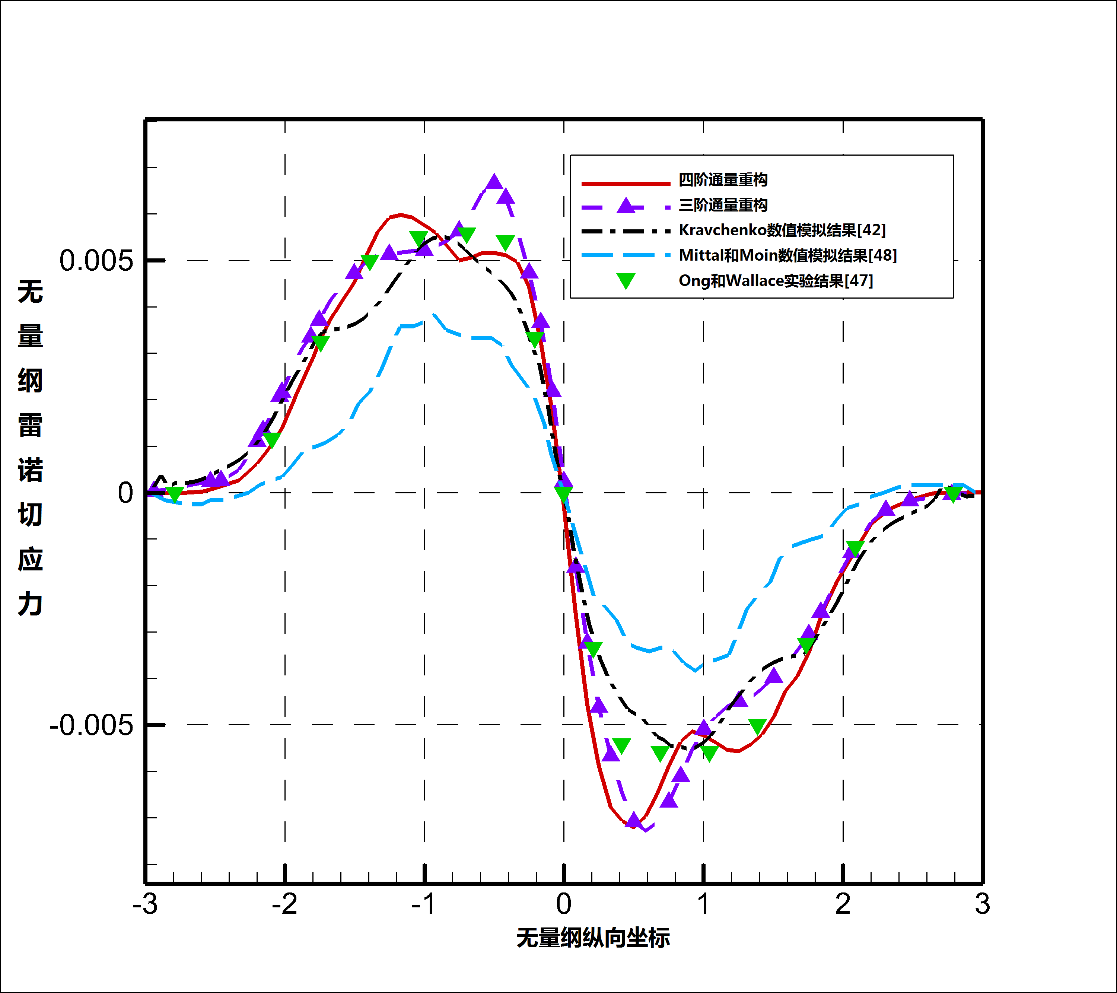 四阶通量重构
三阶通量重构
Kravchenko数值模拟结果[42]
Mittal和Moin数值模拟结果[48]
Ong和Wallace实验结果[47]
0.005
0
-0.005
无量纲雷诺切应力
-3 -2 -1 0 1 2 3
无量纲纵向坐标